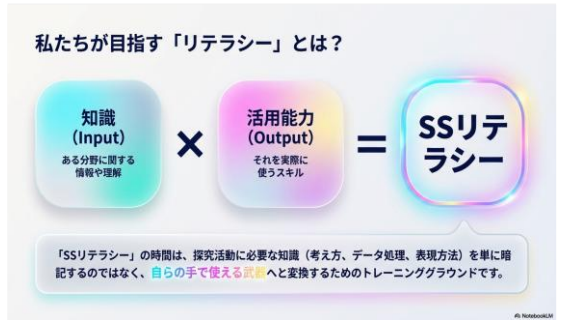 私たちが目指す「リテラシー」とは？
知識
（Input）
ある分野に関する
情報や理解
×
活用能力
（Output）
それを実際に
使うスキル
=
SSリテ
ラシー
「SSリテラシー」の時間は、探究活動に必要な知識（考え方、データ処理、表現方法）を単に暗
記するのではなく、自らの手で使える武器へと変換するためのトレーニンググラウンドです。
NotebookLM